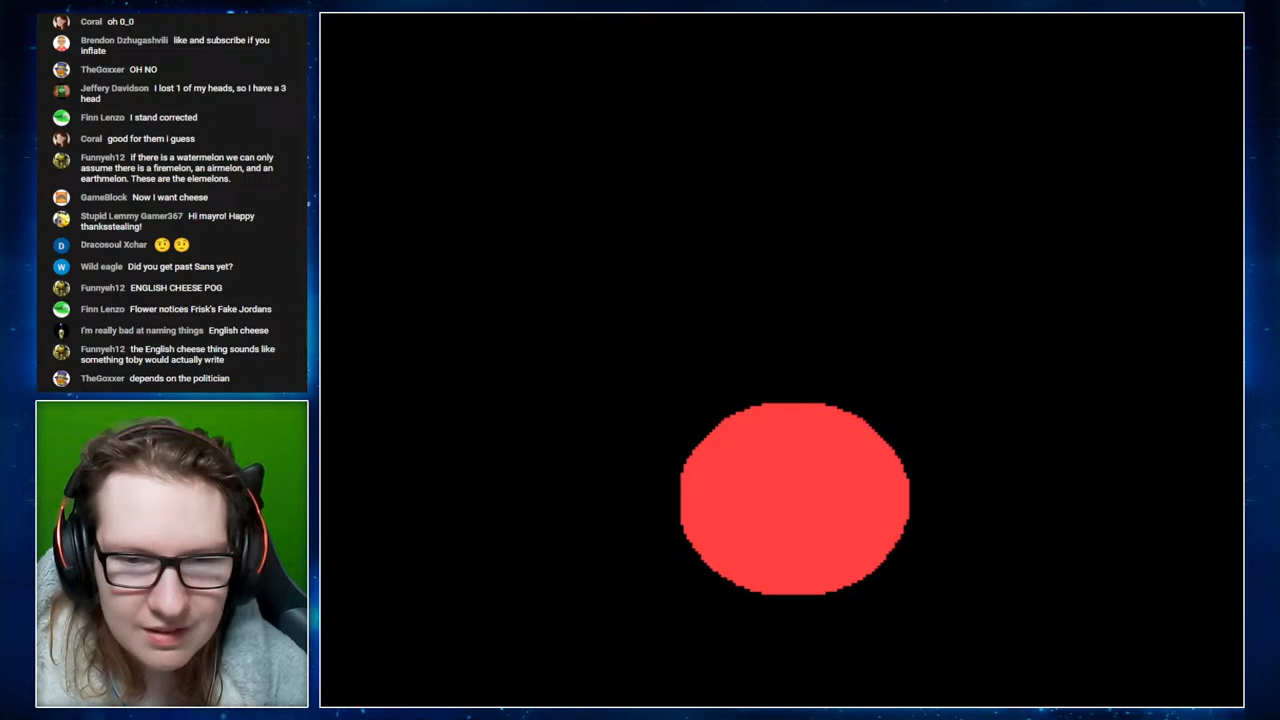 Coral oh 0_0
Brendon Dzhugashvili like and subscribe if you
inflate
TheGoxxer OH NO
Jeffery Davidson I lost 1 of my heads, so I have a 3
head
Finn Lenzo I stand corrected
Coral good for them i guess
Funnyeh12 if there is a watermelon we can only
assume there is a firemelon, an airmelon, and an
earthmelon. These are the elemelons.
GameBlock Now I want cheese
Stupid Lemmy Gamer367 Hi mayro! Happy
thanksstealing!
Dracosoul Xchar 🤨 🤨
D
Wild eagle Did you get past Sans yet?
W
Funnyeh12 ENGLISH CHEESE POG
Finn Lenzo Flower notices Frisk's Fake Jordans
I'm really bad at naming things English cheese
Funnyeh12 the English cheese thing sounds like
something toby would actually write
TheGoxxer depends on the politician